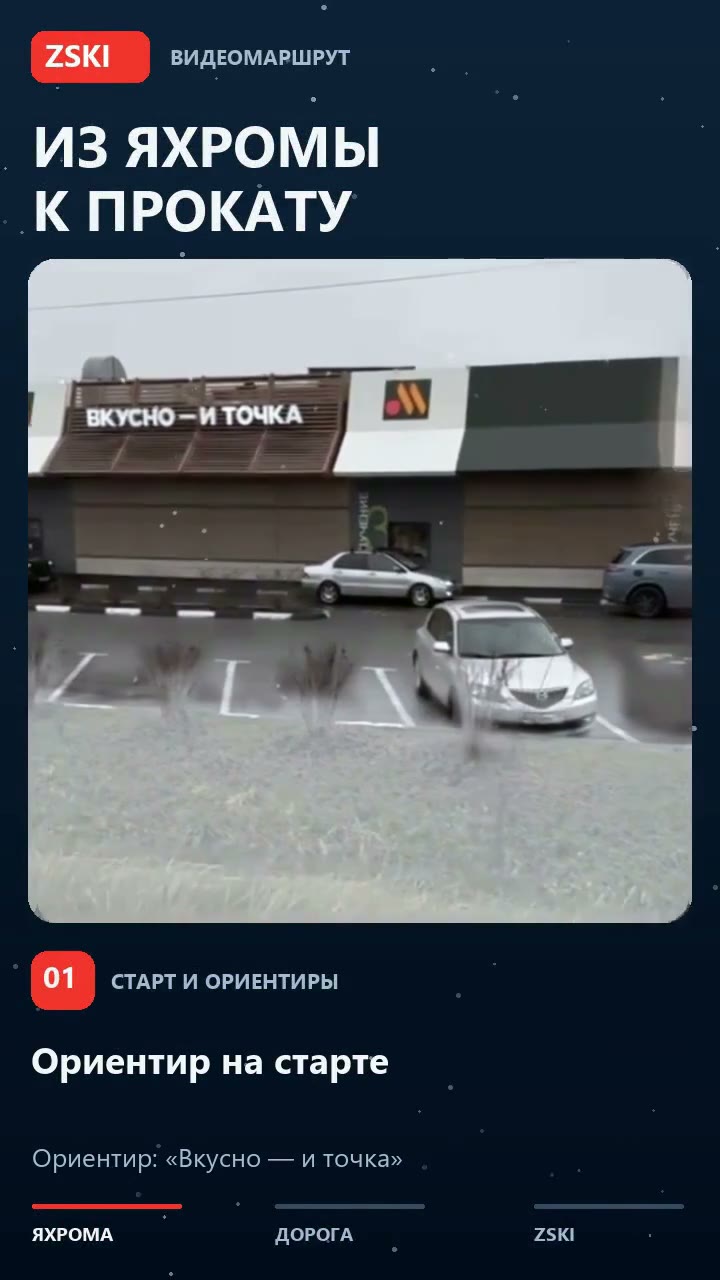 ZSKI
ВИДЕОМАРШРУТ
ИЗ ЯХРОМЫ
К ПРОКАТУ
ВКУСНО – И ТОЧКА
01
СТАРТ И ОРИЕНТИРЫ
Ориентир на старте
Ориентир: «Вкусно — и точка»
ЯХРОМА
ДОРОГА
ZSKI